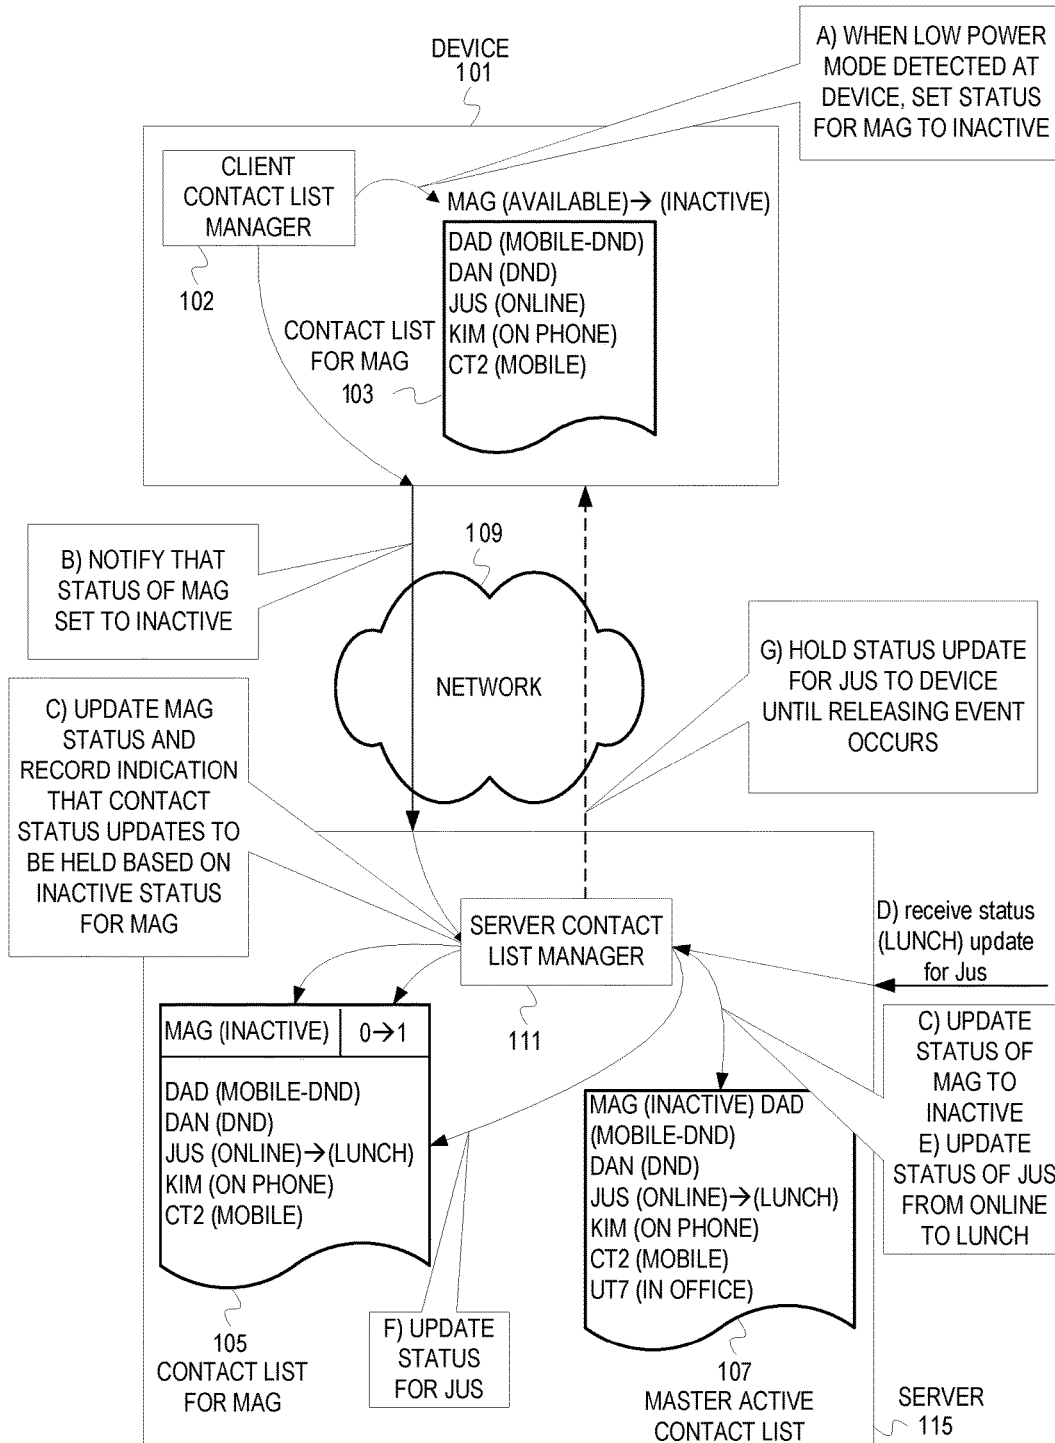 DEVICE
101
A) WHEN LOW POWER
MODE DETECTED AT
DEVICE, SET STATUS
FOR MAG TO INACTIVE
CLIENT
CONTACT LIST
MANAGER
102
MAG (AVAILABLE)→ (INACTIVE)
DAD (MOBILE-DND)
DAN (DND)
JUS (ONLINE)
KIM (ON PHONE)
CT2 (MOBILE)
CONTACT LIST
FOR MAG
103
B) NOTIFY THAT
STATUS OF MAG
SET TO INACTIVE
109
NETWORK
G) HOLD STATUS UPDATE
FOR JUS TO DEVICE
UNTIL RELEASING EVENT
OCCURS
C) UPDATE MAG
STATUS AND
RECORD INDICATION
THAT CONTACT
STATUS UPDATES TO
BE HELD BASED ON
INACTIVE STATUS
FOR MAG
SERVER CONTACT
LIST MANAGER
111
D) receive status
(LUNCH) update
for Jus
C) UPDATE
STATUS OF
MAG TO
INACTIVE
E) UPDATE
STATUS OF JUS
FROM ONLINE
TO LUNCH
MAG (INACTIVE)
0→1
DAD (MOBILE-DND)
DAN (DND)
JUS (ONLINE)→(LUNCH)
KIM (ON PHONE)
CT2 (MOBILE)
105
CONTACT LIST
FOR MAG
F) UPDATE
STATUS
FOR JUS
MAG (INACTIVE) DAD
(MOBILE-DND)
DAN (DND)
JUS (ONLINE)→(LUNCH)
KIM (ON PHONE)
CT2 (MOBILE)
UT7 (IN OFFICE)
107
MASTER ACTIVE
CONTACT LIST
SERVER
115